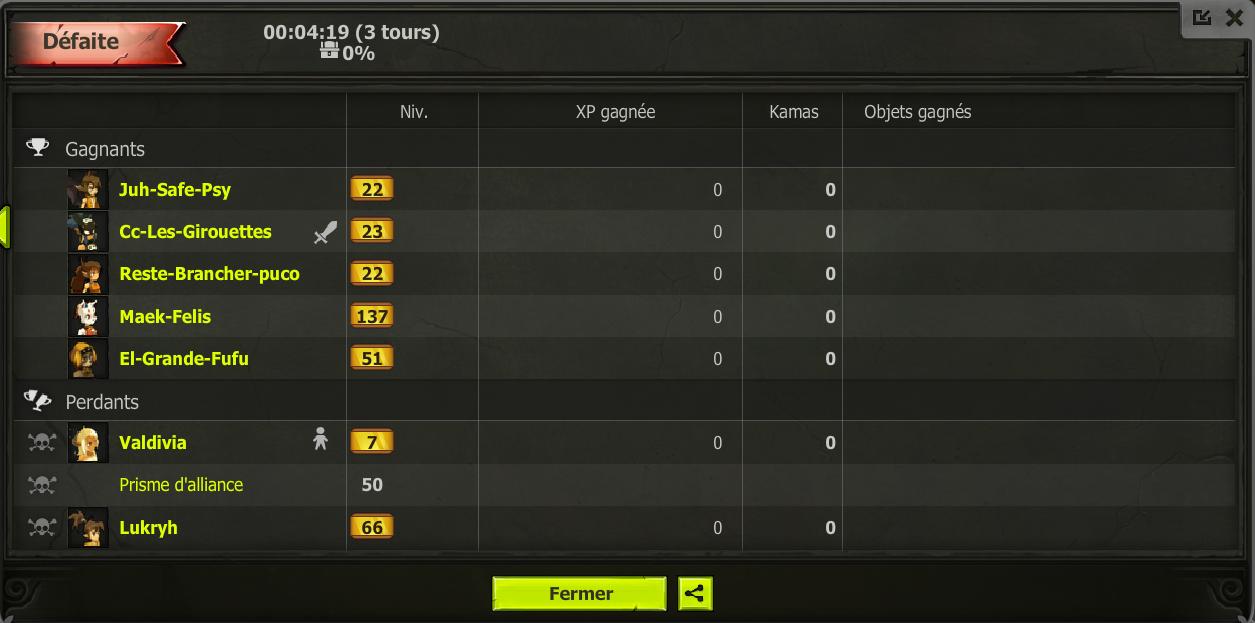 Défaite
00:04:19 (3 tours)
0%
Niv. XP gagnée Kamas Objets gagnés
Gagnants
Juh-Safe-Psy 22 0 0
Cc-Les-Girouettes 23 0 0
Reste-Brancher-puco 22 0 0
Maek-Felis 137 0 0
El-Grande-Fufu 51 0 0
Perdants
Valdivia 7 0 0
Prisme d'alliance 50
Lukryh 66 0 0
Fermer